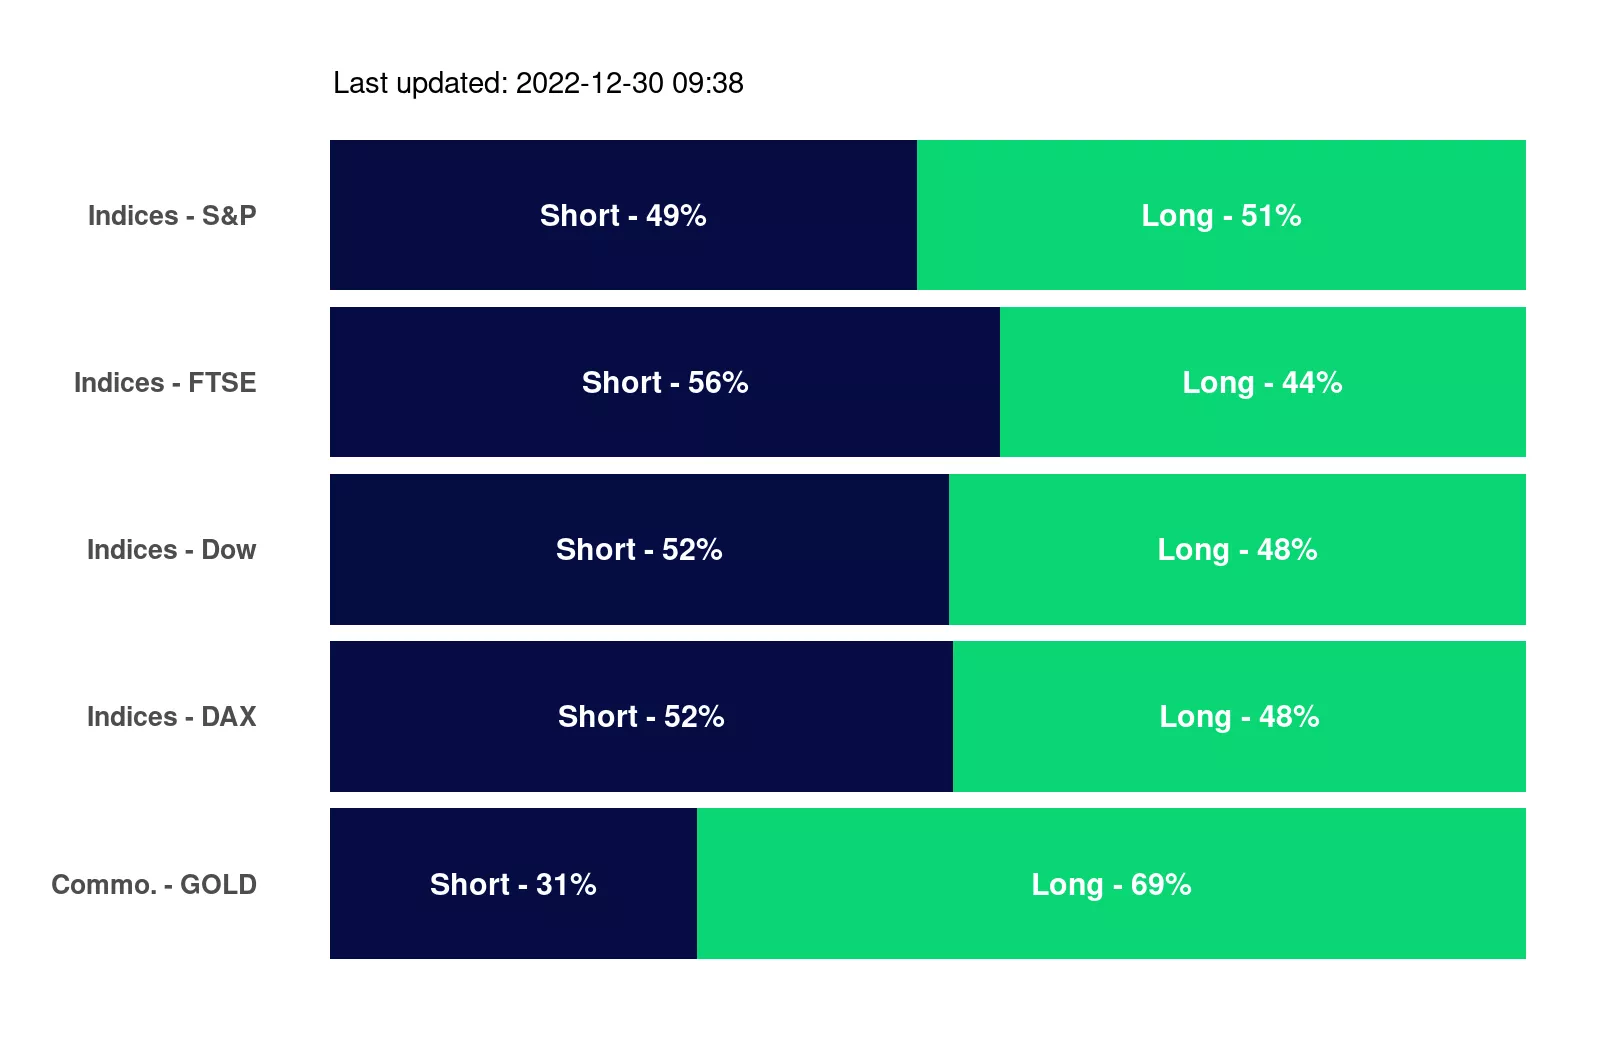 Last updated: 2022-12-30 09:38
Indices - S&P Short - 49% Long - 51%
Indices - FTSE Short - 56% Long - 44%
Indices - Dow Short - 52% Long - 48%
Indices - DAX Short - 52% Long - 48%
Commo. - GOLD Short - 31% Long - 69%